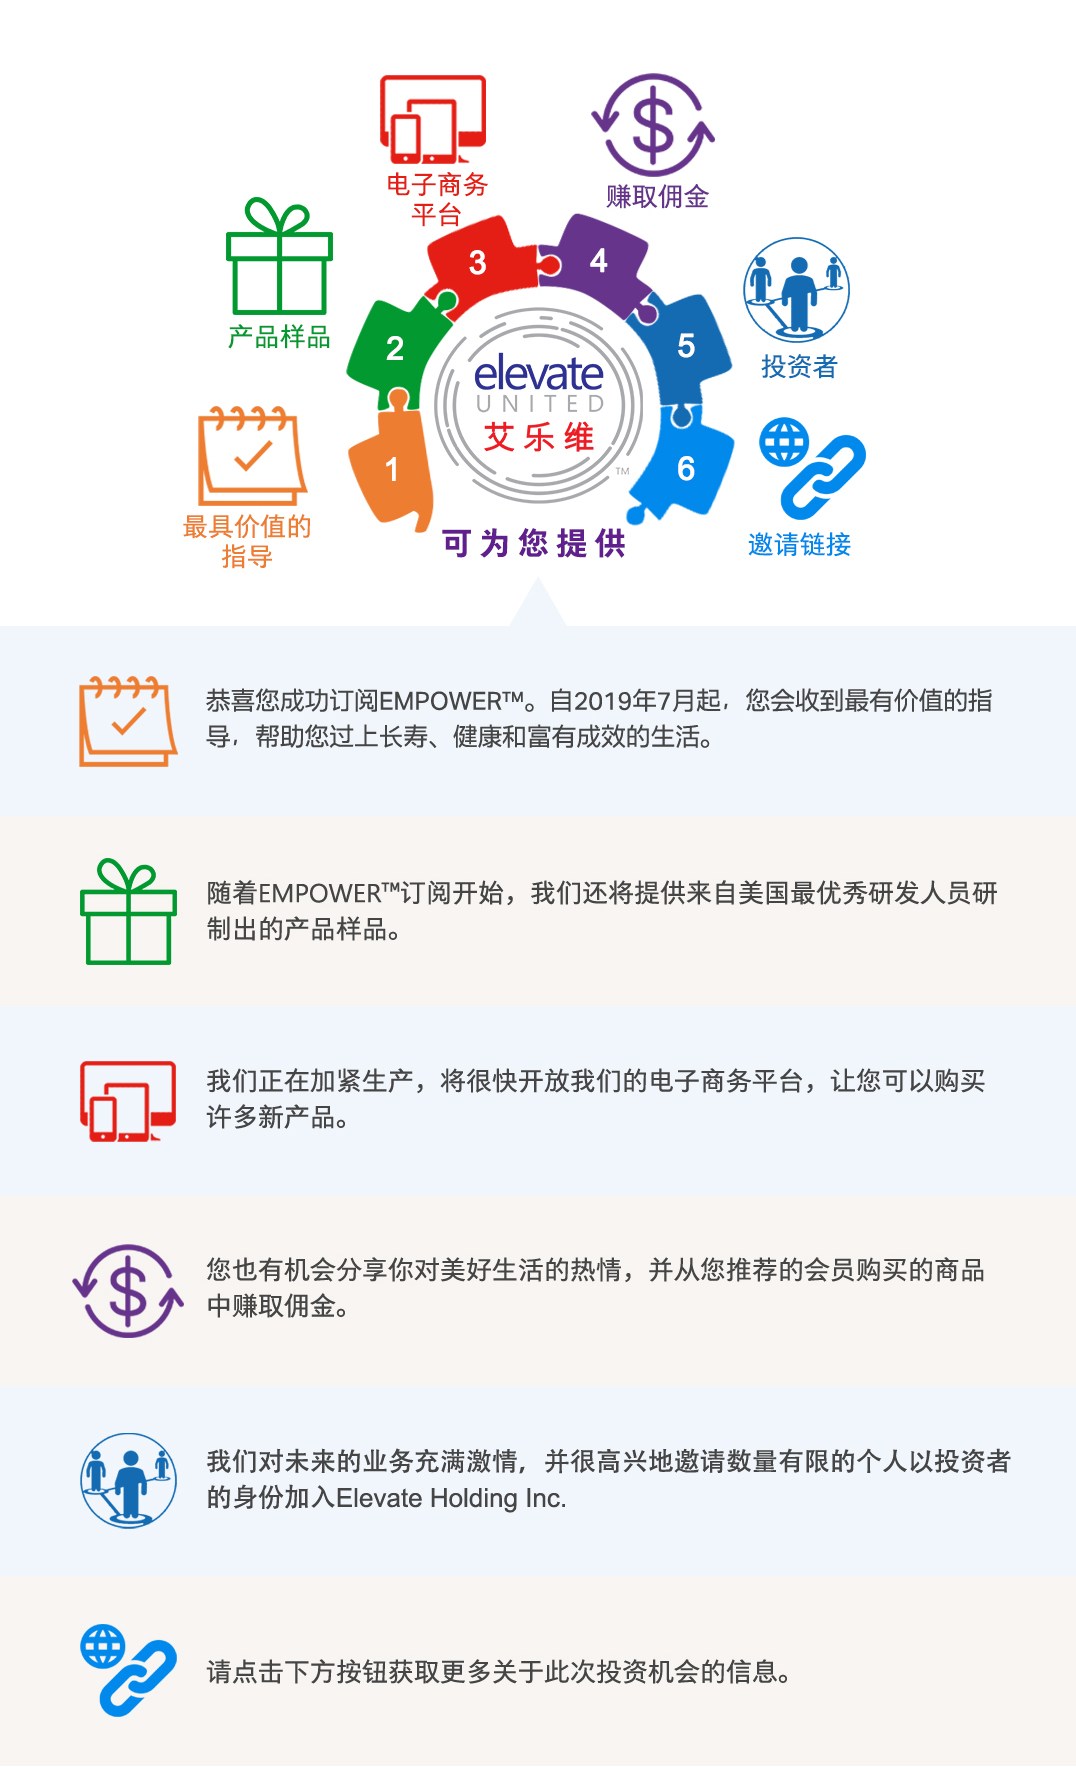 电子商务
平台
赚取佣金
产品样品
投资者
最具价值的
指导
邀请链接
3
4
2
5
1
6
elevate
UNITED
艾乐维
TM
可为您提供
恭喜您成功订阅EMPOWER™。自2019年7月起，您会收到最有价值的指
导，帮助您过上长寿、健康和富有成效的生活。
随着EMPOWER™订阅开始，我们还将提供来自美国最优秀研发人员研
制出的产品样品。
我们正在加紧生产，将很快开放我们的电子商务平台，让您可以购买
许多新产品。
您也有机会分享你对美好生活的热情，并从您推荐的会员购买的商品
中赚取佣金。
我们对未来的业务充满激情，并很高兴地邀请数量有限的个人以投资者
的身份加入Elevate Holding Inc.
请点击下方按钮获取更多关于此次投资机会的信息。